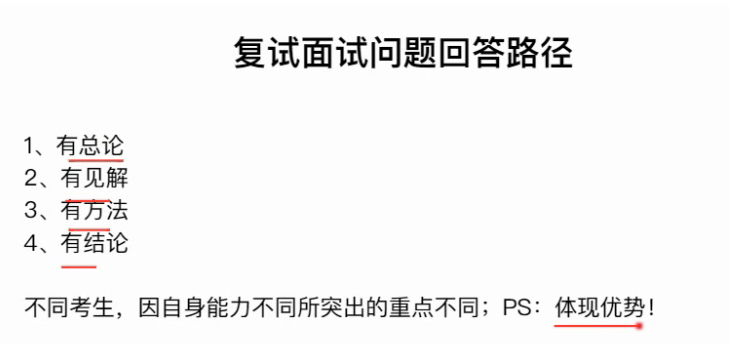 复试面试问题回答路径
1、有总论
2、有见解
3、有方法
4、有结论
不同考生，因自身能力不同所突出的重点不同；PS：体现优势！